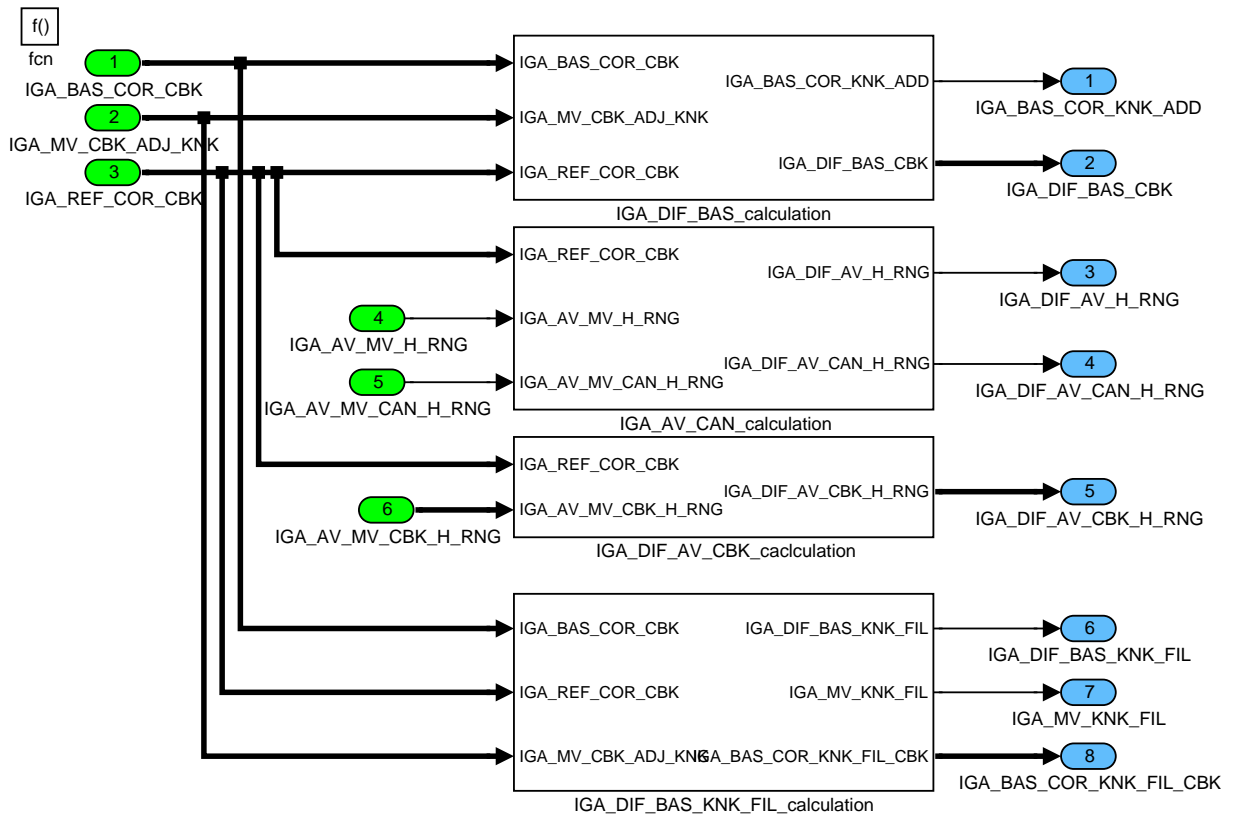 f()
fcn
1
IGA_BAS_COR_CBK
2
IGA_MV_CBK_ADJ_KNK
3
IGA_REF_COR_CBK
IGA_BAS_COR_CBK
IGA_MV_CBK_ADJ_KNK
IGA_REF_COR_CBK
IGA_BAS_COR_KNK_ADD
IGA_DIF_BAS_CBK
IGA_DIF_BAS_calculation
1
IGA_BAS_COR_KNK_ADD
2
IGA_DIF_BAS_CBK
4
IGA_AV_MV_H_RNG
5
IGA_AV_MV_CAN_H_RNG
IGA_REF_COR_CBK
IGA_AV_MV_H_RNG
IGA_AV_MV_CAN_H_RNG
IGA_DIF_AV_H_RNG
IGA_DIF_AV_CAN_H_RNG
IGA_AV_CAN_calculation
3
IGA_DIF_AV_H_RNG
4
IGA_DIF_AV_CAN_H_RNG
6
IGA_AV_MV_CBK_H_RNG
IGA_REF_COR_CBK
IGA_AV_MV_CBK_H_RNG
IGA_DIF_AV_CBK_H_RNG
IGA_DIF_AV_CBK_caclculation
5
IGA_DIF_AV_CBK_H_RNG
IGA_BAS_COR_CBK
IGA_REF_COR_CBK
IGA_MV_CBK_ADJ_KNK
IGA_DIF_BAS_KNK_FIL
IGA_MV_KNK_FIL
IGA_BAS_COR_KNK_FIL_CBK
IGA_DIF_BAS_KNK_FIL_calculation
6
IGA_DIF_BAS_KNK_FIL
7
IGA_MV_KNK_FIL
8
IGA_BAS_COR_KNK_FIL_CBK